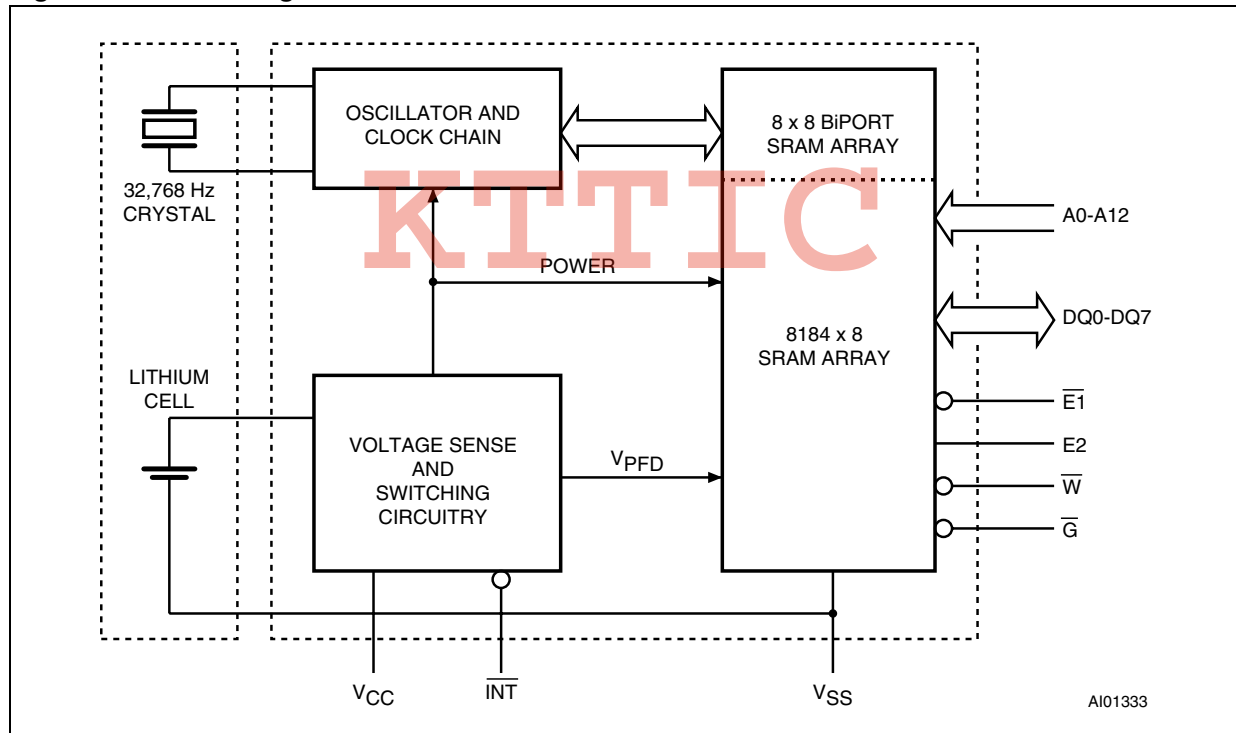 OSCILLATOR AND
CLOCK CHAIN
8 x 8 BiPORT
SRAM ARRAY
32,768 Hz
CRYSTAL
KTTIC
A0-A12
POWER
DQ0-DQ7
8184 x 8
SRAM ARRAY
LITHIUM
CELL
E1
E2
W
G
VOLTAGE SENSE
AND
SWITCHING
CIRCUITRY
VPFD
VCC
INT
VSS
AI01333